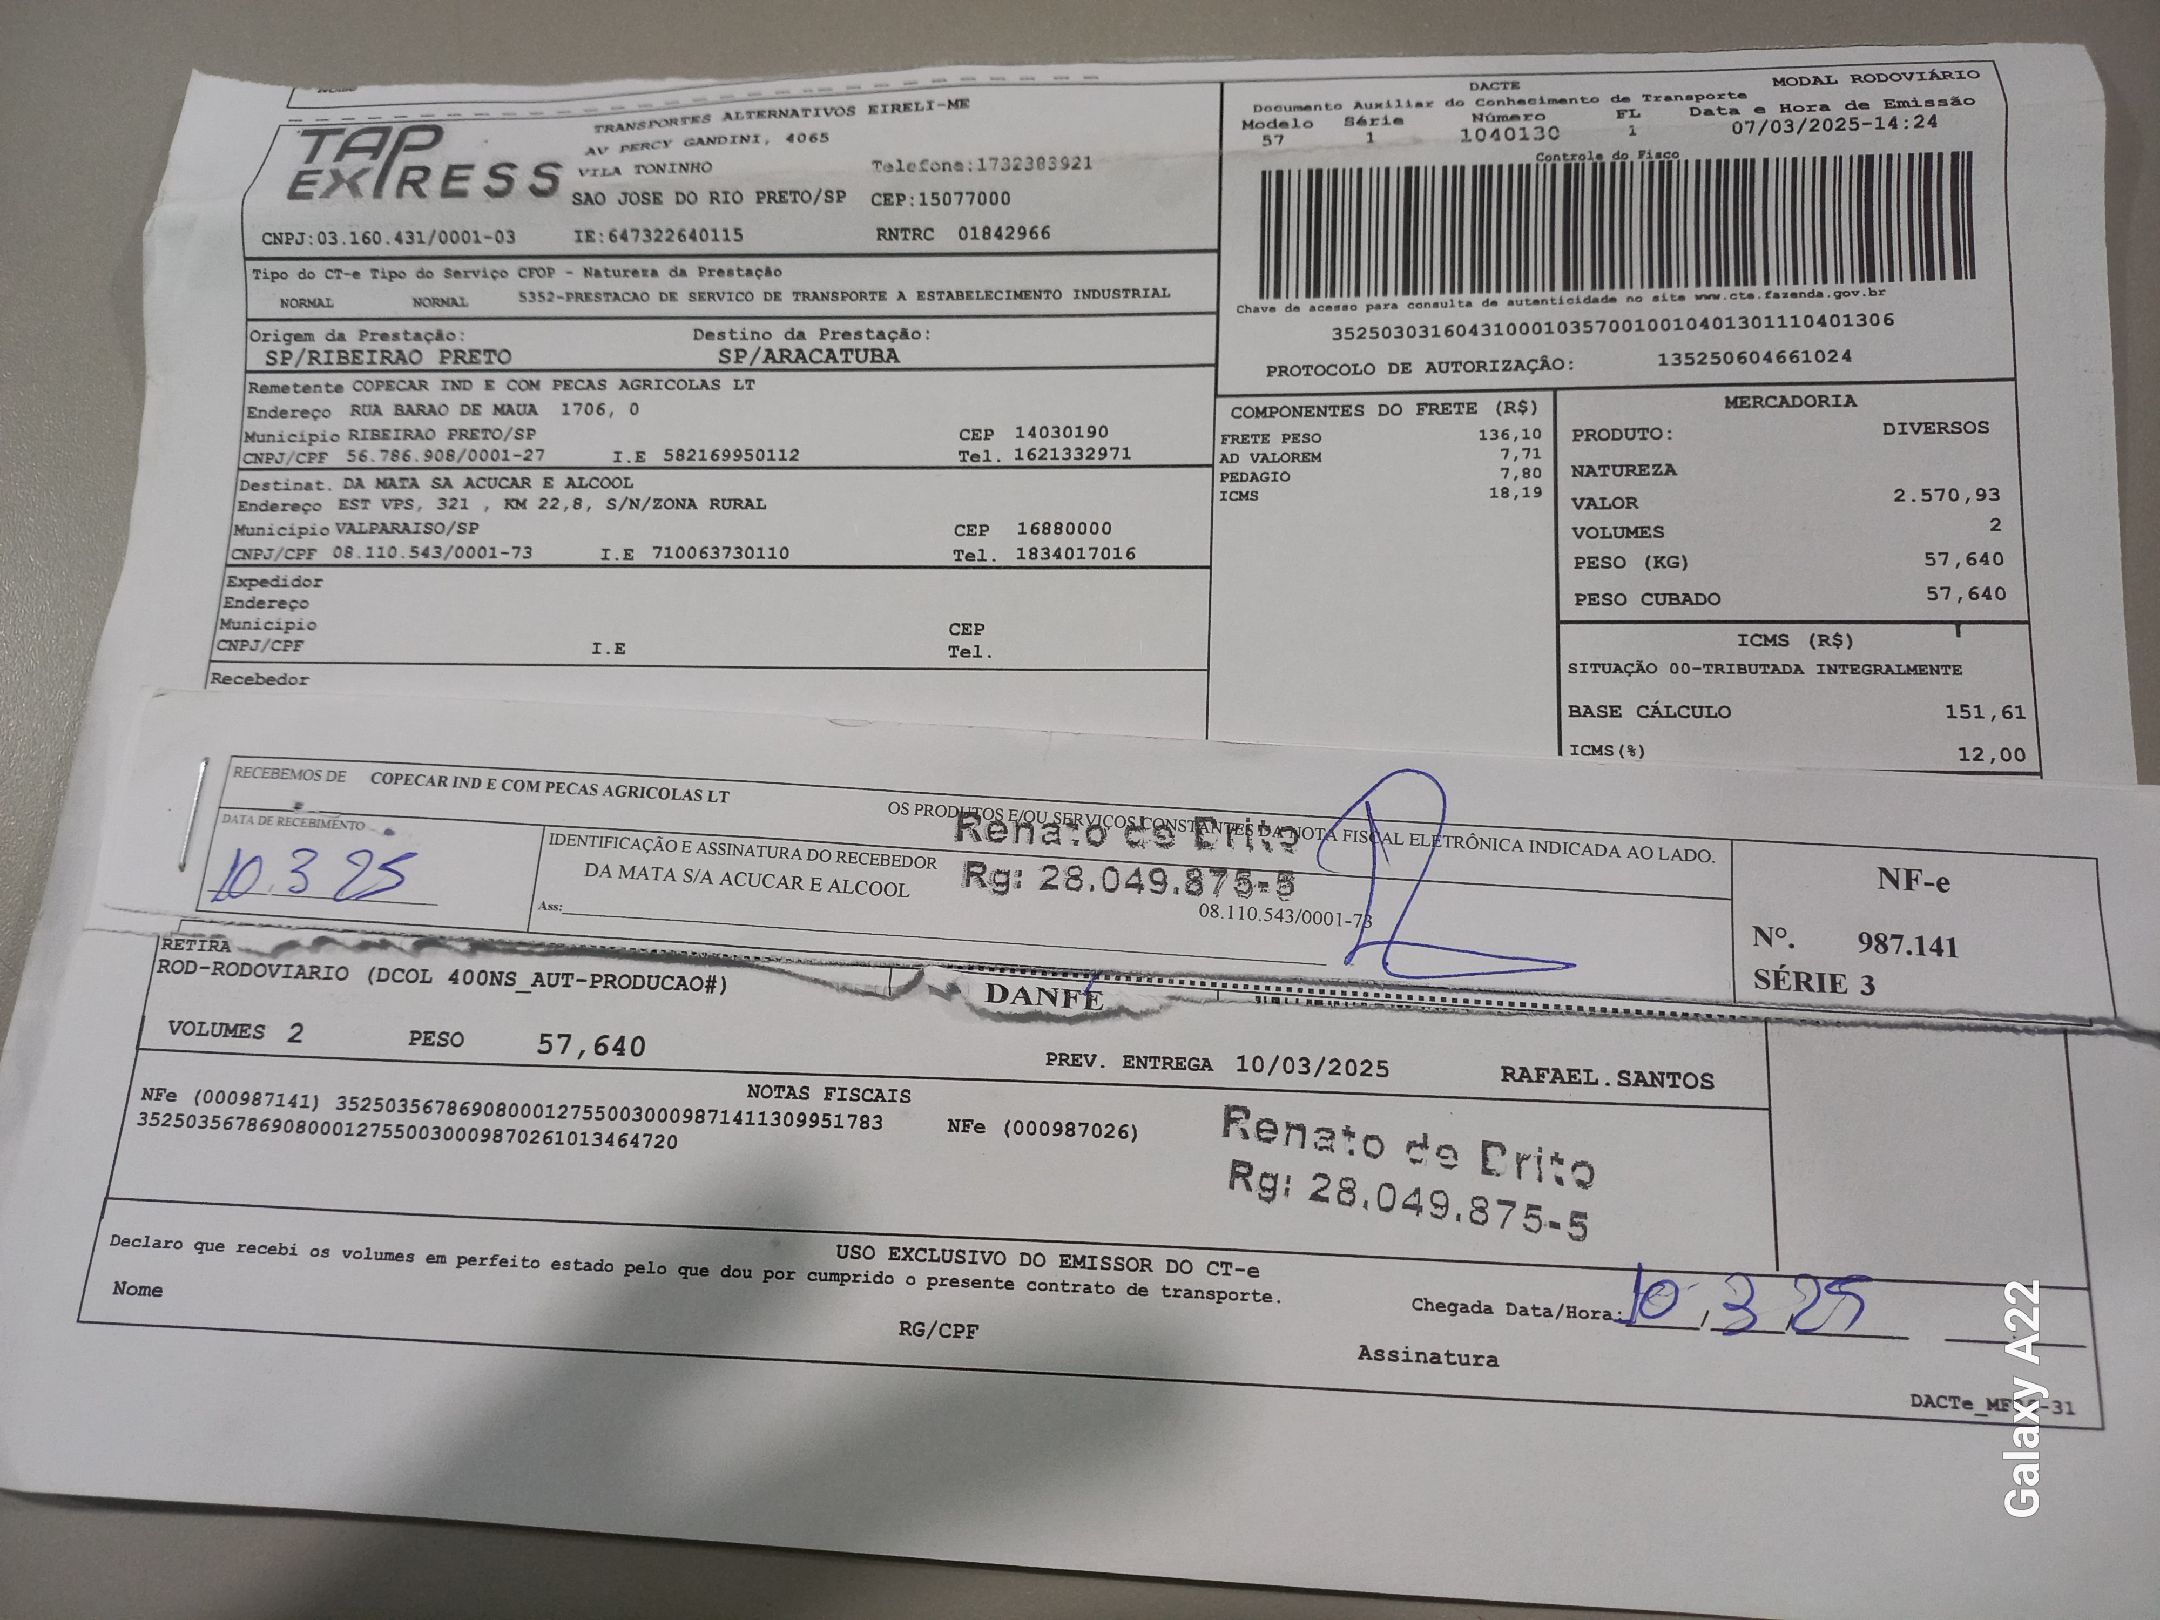 TAP EXPRESS
TRANSPORTES ALTERNATIVOS EIRELI-ME
AV PERCY GANDINI, 4065
VILA TONINHO Telefone:1732383921
SAO JOSE DO RIO PRETO/SP CEP:15077000
CNPJ:03.160.431/0001-03 IE:647322640115 RNTRC 01842966
DACTE MODAL RODOVIÁRIO
Documento Auxiliar do Conhecimento de Transporte
Modelo Série Número FL Data e Hora de Emissão
57 1 1040130 1 07/03/2025-14:24
Controle do Fisco
Chave de acesso para consulta de autenticidade no site www.cte.fazenda.gov.br
35250303160431000103570010010401301110401306
PROTOCOLO DE AUTORIZAÇÃO: 135250604661024
Tipo do CT-e Tipo do Serviço CFOP - Natureza da Prestação
NORMAL NORMAL 5352-PRESTACAO DE SERVICO DE TRANSPORTE A ESTABELECIMENTO INDUSTRIAL
Origem da Prestação: Destino da Prestação:
SP/RIBEIRAO PRETO SP/ARACATUBA
Remetente COPECAR IND E COM PECAS AGRICOLAS LT
Endereço RUA BARAO DE MAUA 1706, 0
Município RIBEIRAO PRETO/SP CEP 14030190
CNPJ/CPF 56.786.908/0001-27 I.E 582169950112 Tel. 1621332971
Destinat. DA MATA SA ACUCAR E ALCOOL
Endereço EST VPS, 321 , KM 22,8, S/N/ZONA RURAL
Município VALPARAISO/SP CEP 16880000
CNPJ/CPF 08.110.543/0001-73 I.E 710063730110 Tel. 1834017016
Expedidor
Endereço
Município CEP
CNPJ/CPF I.E Tel.
Recebedor
COMPONENTES DO FRETE (R$)
FRETE PESO 136,10
AD VALOREM 7,71
PEDAGIO 7,80
ICMS 18,19
MERCADORIA
PRODUTO: DIVERSOS
NATUREZA
VALOR 2.570,93
VOLUMES 2
PESO (KG) 57,640
PESO CUBADO 57,640
ICMS (R$)
SITUAÇÃO 00-TRIBUTADA INTEGRALMENTE
BASE CÁLCULO 151,61
ICMS(%) 12,00
RECEBEMOS DE COPECAR IND E COM PECAS AGRICOLAS LT OS PRODUTOS E/OU SERVIÇOS CONSTANTES DA NOTA FISCAL ELETRÔNICA INDICADA AO LADO.
DATA DE RECEBIMENTO
10 3 25
IDENTIFICAÇÃO E ASSINATURA DO RECEBEDOR
DA MATA S/A ACUCAR E ALCOOL 08.110.543/0001-73
Ass:
Renato de Brito
Rg: 28.049.875-5
NF-e
Nº. 987.141
SÉRIE 3
DANFE
RETIRA
ROD-RODOVIARIO (DCOL 400NS_AUT-PRODUCAO#)
VOLUMES 2 PESO 57,640 PREV. ENTREGA 10/03/2025 RAFAEL.SANTOS
NOTAS FISCAIS
NFe (000987141) 35250356786908000127550030009871411309951783 NFe (000987026)
35250356786908000127550030009870261013464720
Renato de Brito
Rg: 28.049.875-5
USO EXCLUSIVO DO EMISSOR DO CT-e
Declaro que recebi os volumes em perfeito estado pelo que dou por cumprido o presente contrato de transporte.
Nome RG/CPF
Chegada Data/Hora: 10 / 3 / 25
Assinatura
-31
Galaxy A22